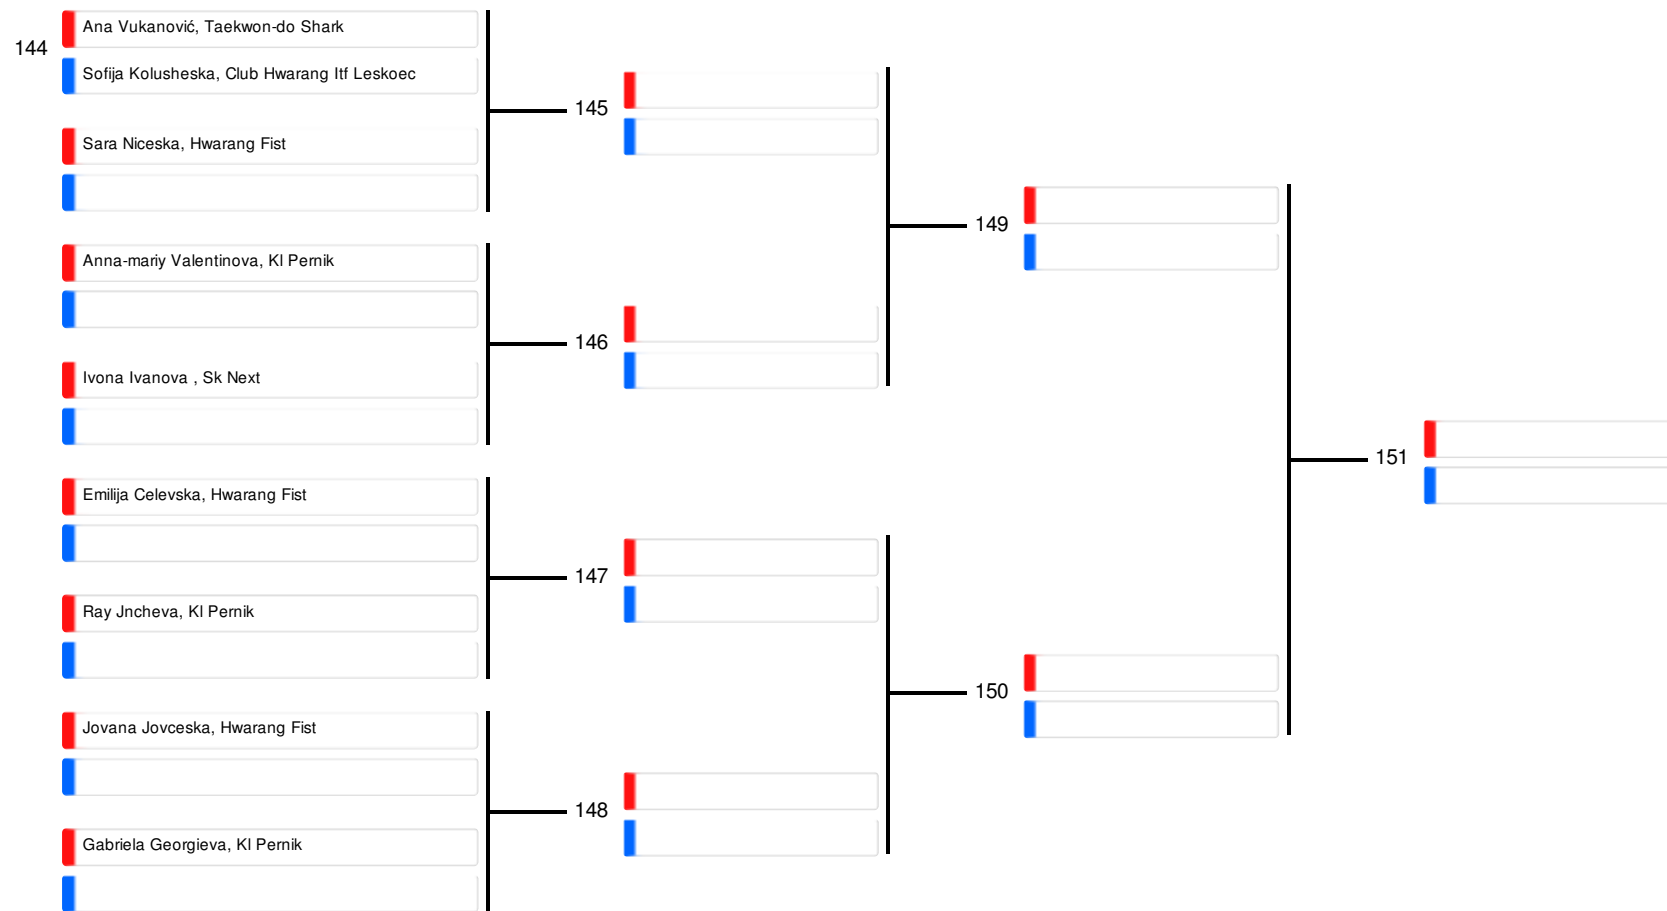 144
Ana Vukanović, Taekwon-do Shark
Sofija Kolusheska, Club Hwarang Itf Leskoec
Sara Niceska, Hwarang Fist
145
Anna-mariy Valentinova, Kl Pernik
Ivona Ivanova , Sk Next
146
149
Emilija Celevska, Hwarang Fist
Ray Jncheva, Kl Pernik
147
Jovana Jovceska, Hwarang Fist
Gabriela Georgieva, Kl Pernik
148
150
151